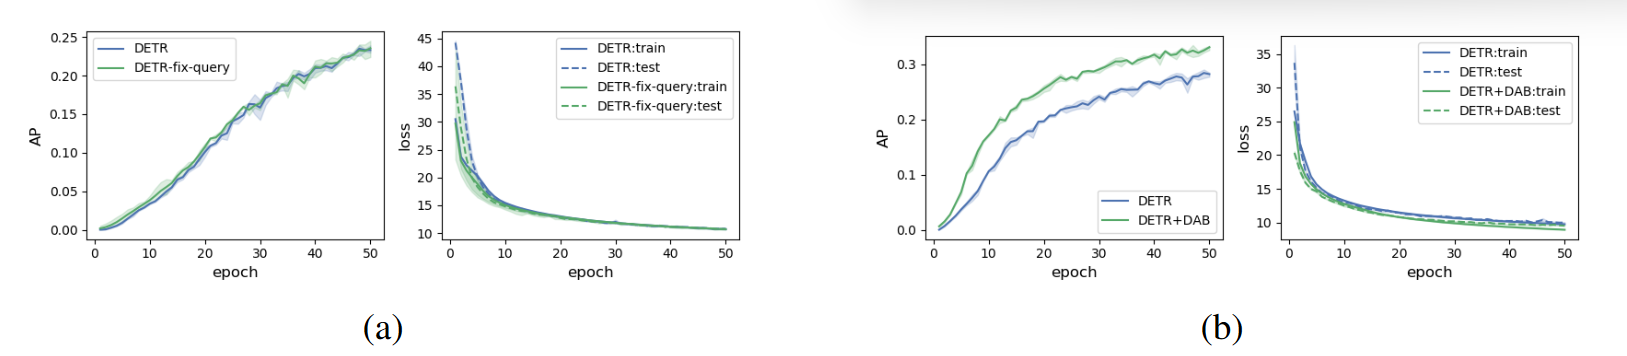 0.25
0.20
0.15
0.10
0.05
0.00
AP
DETR
DETR-fix-query
0 10 20 30 40 50
epoch
45
40
35
30
25
20
15
10
loss
DETR:train
DETR:test
DETR-fix-query:train
DETR-fix-query:test
0 10 20 30 40 50
epoch
(a)
0.3
0.2
0.1
0.0
AP
DETR
DETR+DAB
0 10 20 30 40 50
epoch
35
30
25
20
15
10
loss
DETR:train
DETR:test
DETR+DAB:train
DETR+DAB:test
0 10 20 30 40 50
epoch
(b)